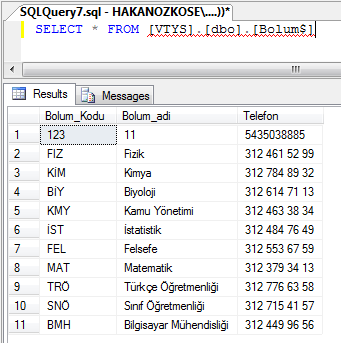 SQLQuery7.sql - HAKANOZKOSE\....))*
SELECT * FROM [VTYS].[dbo].[Bolum$]
Results Messages
Bolum_Kodu Bolum_adi Telefon
1 123 11 5435038885
2 FIZ Fizik 312 461 52 99
3 KİM Kimya 312 784 89 32
4 BİY Biyoloji 312 614 71 13
5 KMY Kamu Yönetimi 312 463 38 34
6 İST İstatistik 312 484 76 49
7 FEL Felsefe 312 553 67 59
8 MAT Matematik 312 379 34 13
9 TRÖ Türkçe Öğretmenliği 312 776 63 58
10 SNÖ Sınıf Öğretmenliği 312 715 41 57
11 BMH Bilgisayar Mühendisliği 312 449 96 56